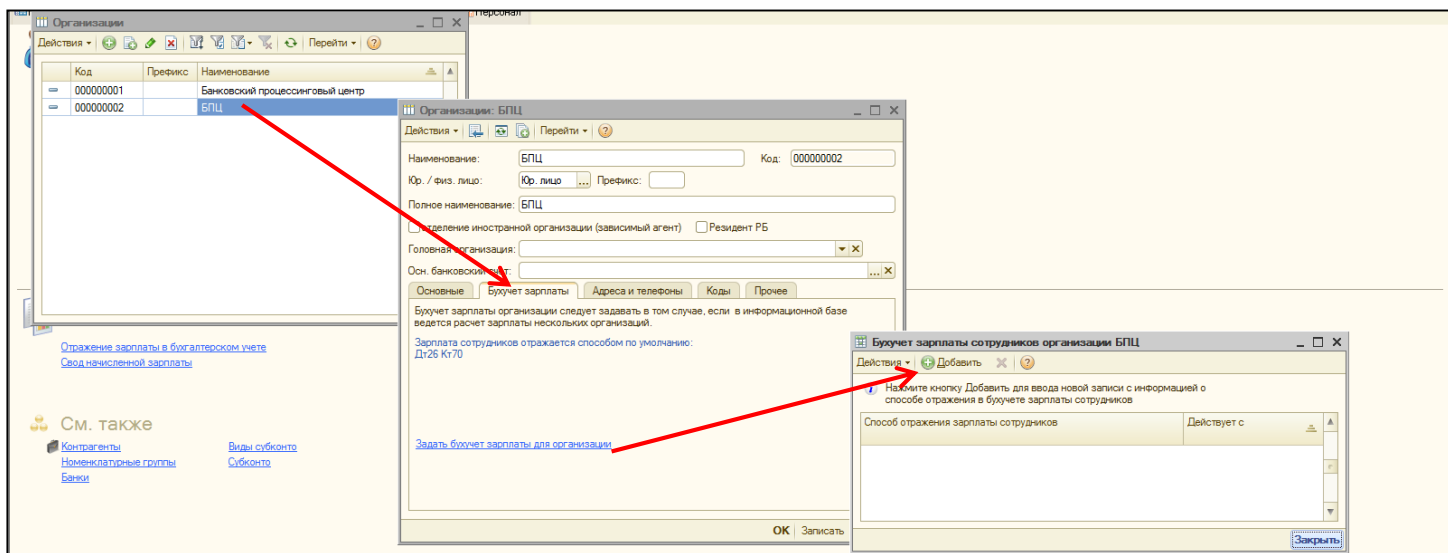 Персонал
Организации
Действия Перейти
Код Префикс Наименование
000000001 Банковский процессинговый центр
000000002 БПЦ
Организации: БПЦ
Действия Перейти
Наименование: БПЦ Код: 000000002
Юр. / физ. лицо: Юр. лицо ... Префикс:
Полное наименование: БПЦ
отделение иностранной организации (зависимый агент) Резидент РБ
Головная организация:
Осн. банковский счет: ...
Основные Бухучет зарплаты Адреса и телефоны Коды Прочее
Бухучет зарплаты организации следует задавать в том случае, если в информационной базе
ведется расчет зарплаты нескольких организаций.
Зарплата сотрудников отражается способом по умолчанию:
Дт26 Кт70
Задать бухучет зарплаты для организации
OK Записать
Бухучет зарплаты сотрудников организации БПЦ
Действия Добавить
Нажмите кнопку Добавить для ввода новой записи с информацией о
способе отражения в бухучете зарплаты сотрудников
Способ отражения зарплаты сотрудников Действует с
Закрыть
Отражение зарплаты в бухгалтерском учете
Свод начисленной зарплаты
См. также
Контрагенты Виды субконто
Номенклатурные группы Субконто
Банки